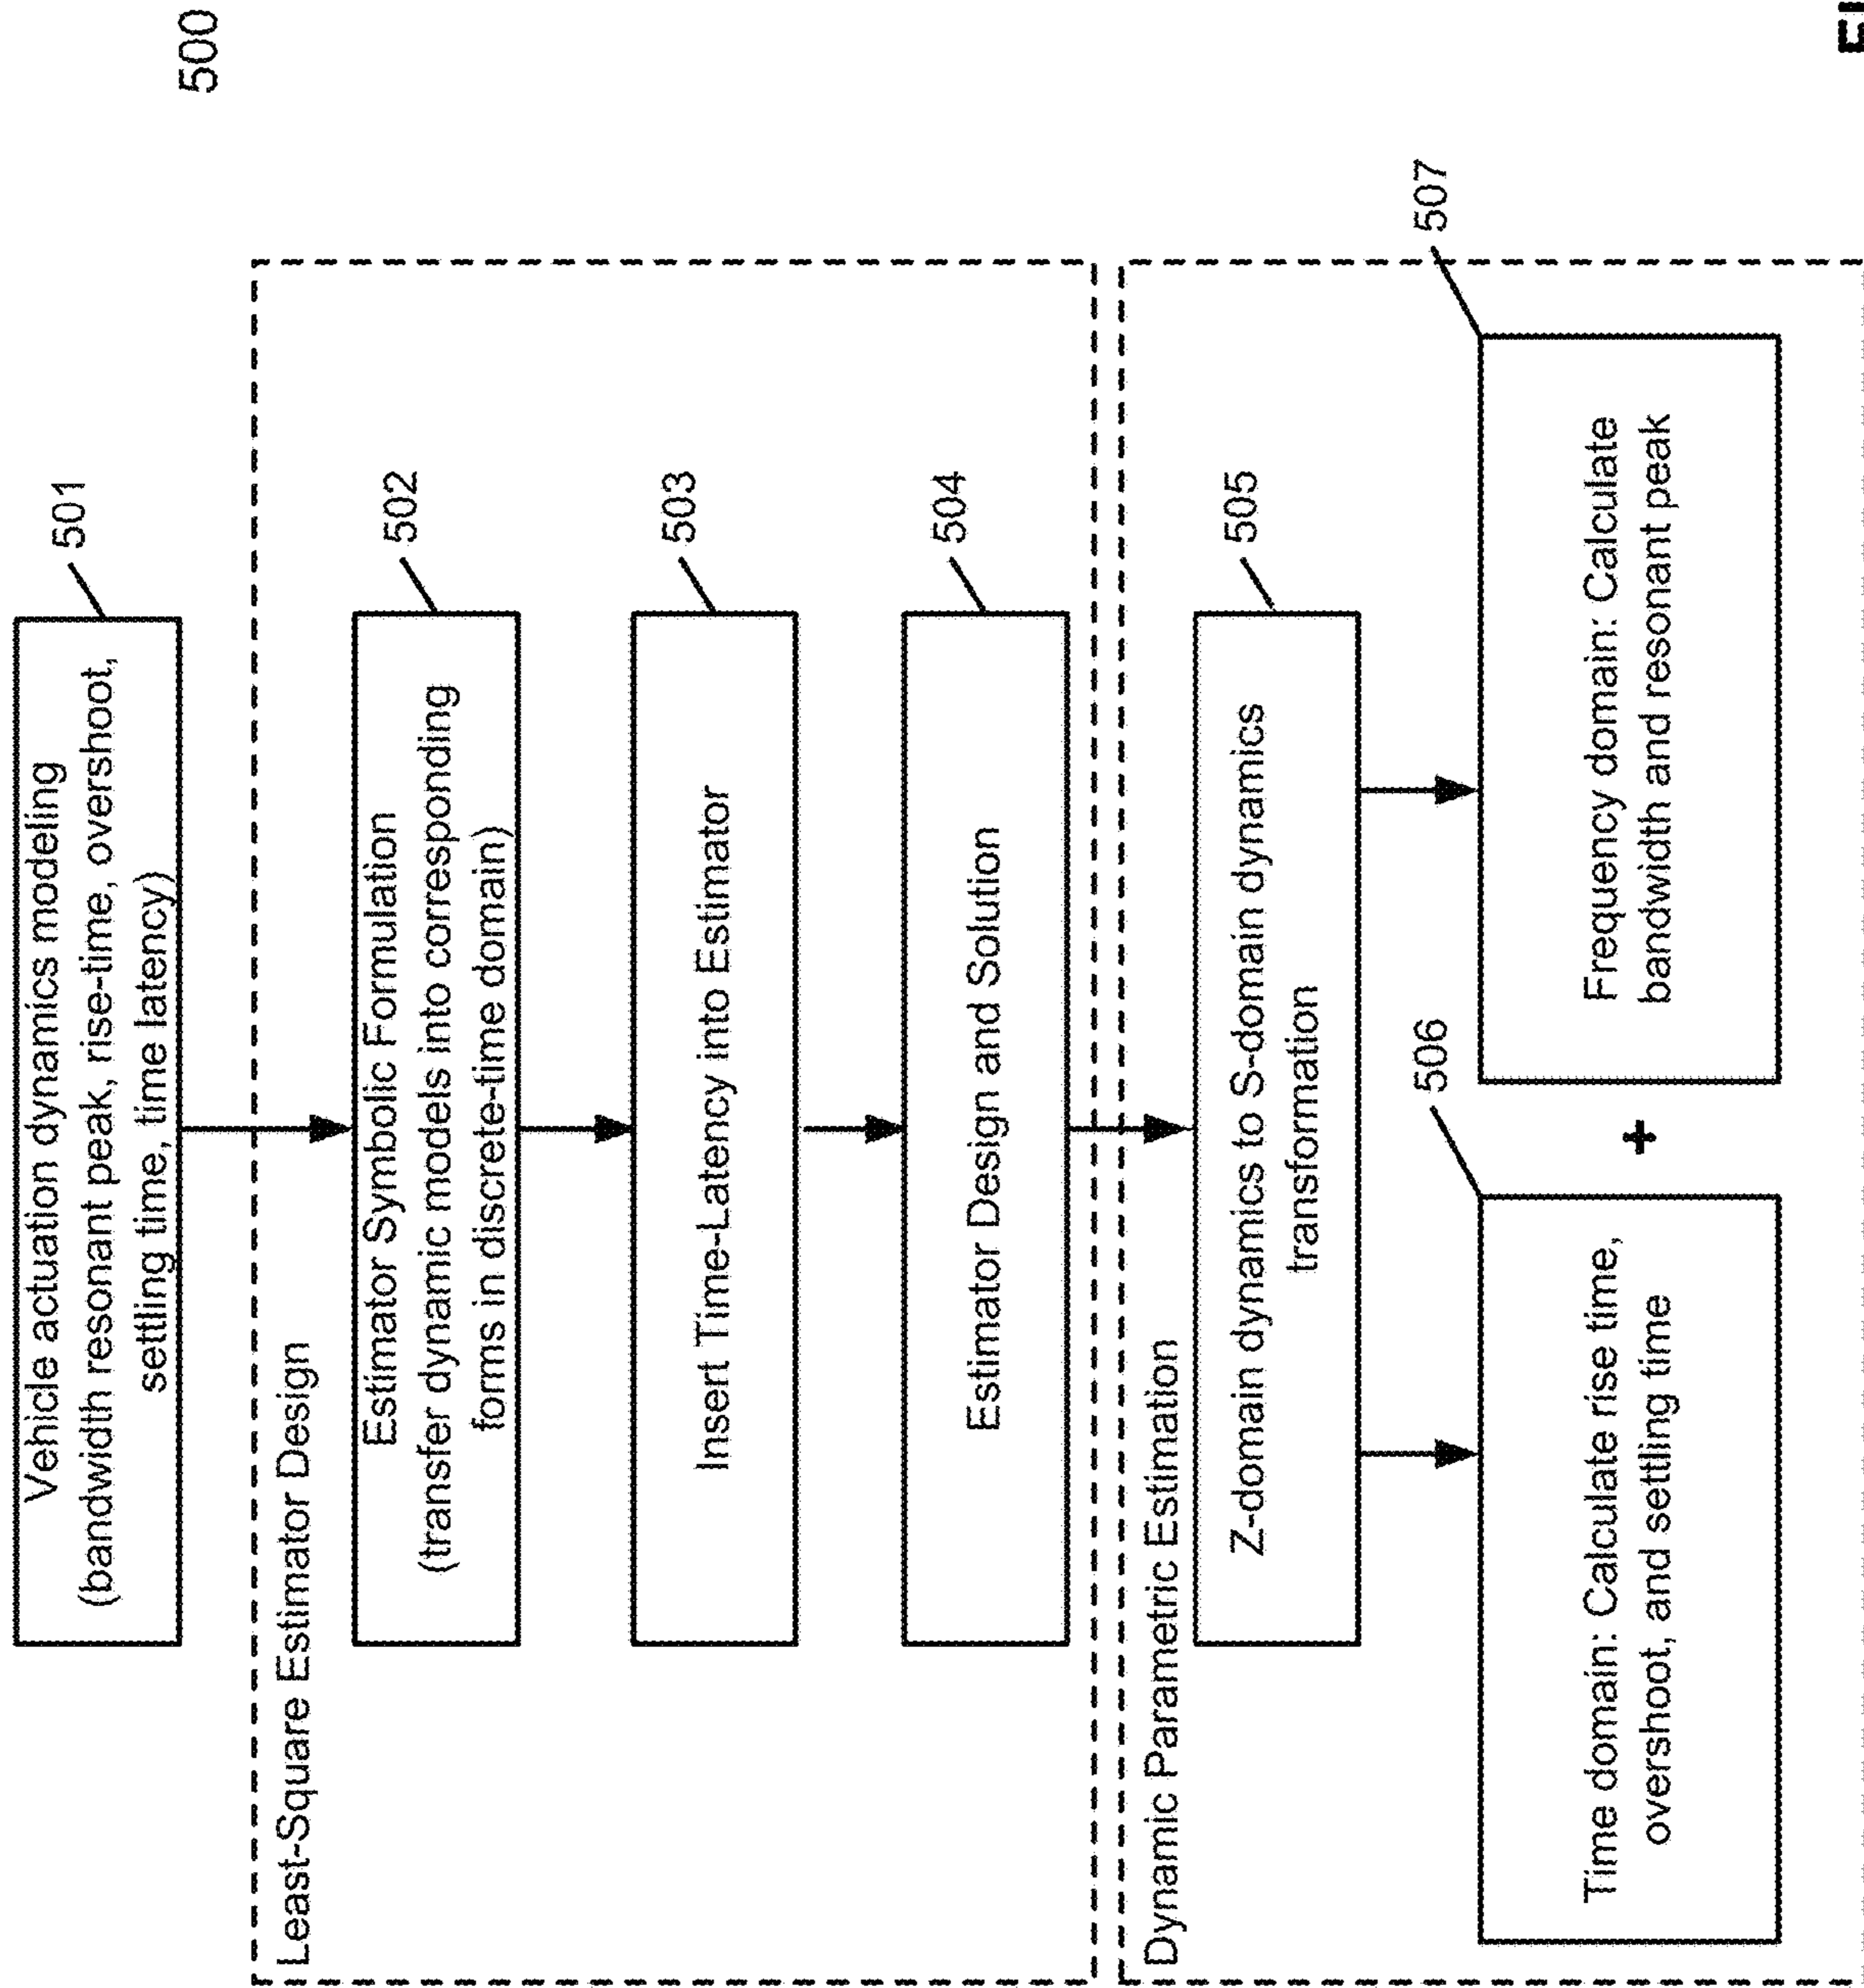 500
501
Vehicle actuation dynamics modeling
(bandwidth resonant peak, rise-time, overshoot,
settling time, time latency)
Least-Square Estimator Design
502
Estimator Symbolic Formulation
(transfer dynamic models into corresponding
forms in discrete-time domain)
503
Insert Time-Latency into Estimator
504
Estimator Design and Solution
Dynamic Parametric Estimation
505
Z-domain dynamics to S-domain dynamics
transformation
506
Time domain: Calculate rise time,
overshoot, and settling time
+
507
Frequency domain: Calculate
bandwidth and resonant peak